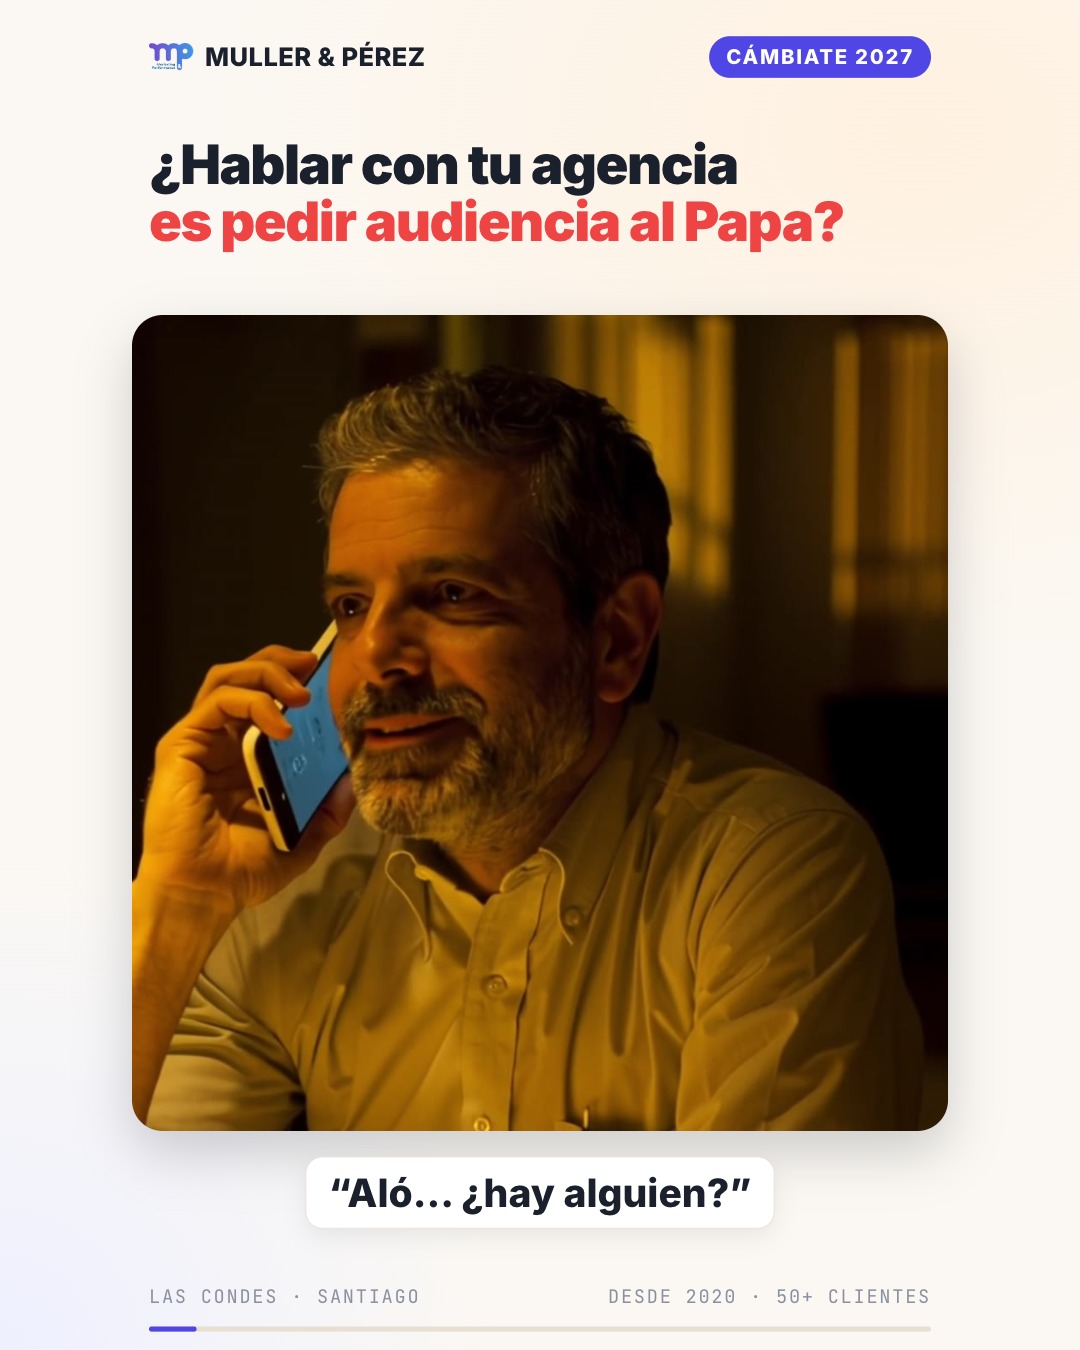 MULLER & PÉREZ
CÁMBIATE 2027
¿Hablar con tu agencia
es pedir audiencia al Papa?
“Aló... ¿hay alguien?”
LAS CONDES · SANTIAGO
DESDE 2020 · 50+ CLIENTES